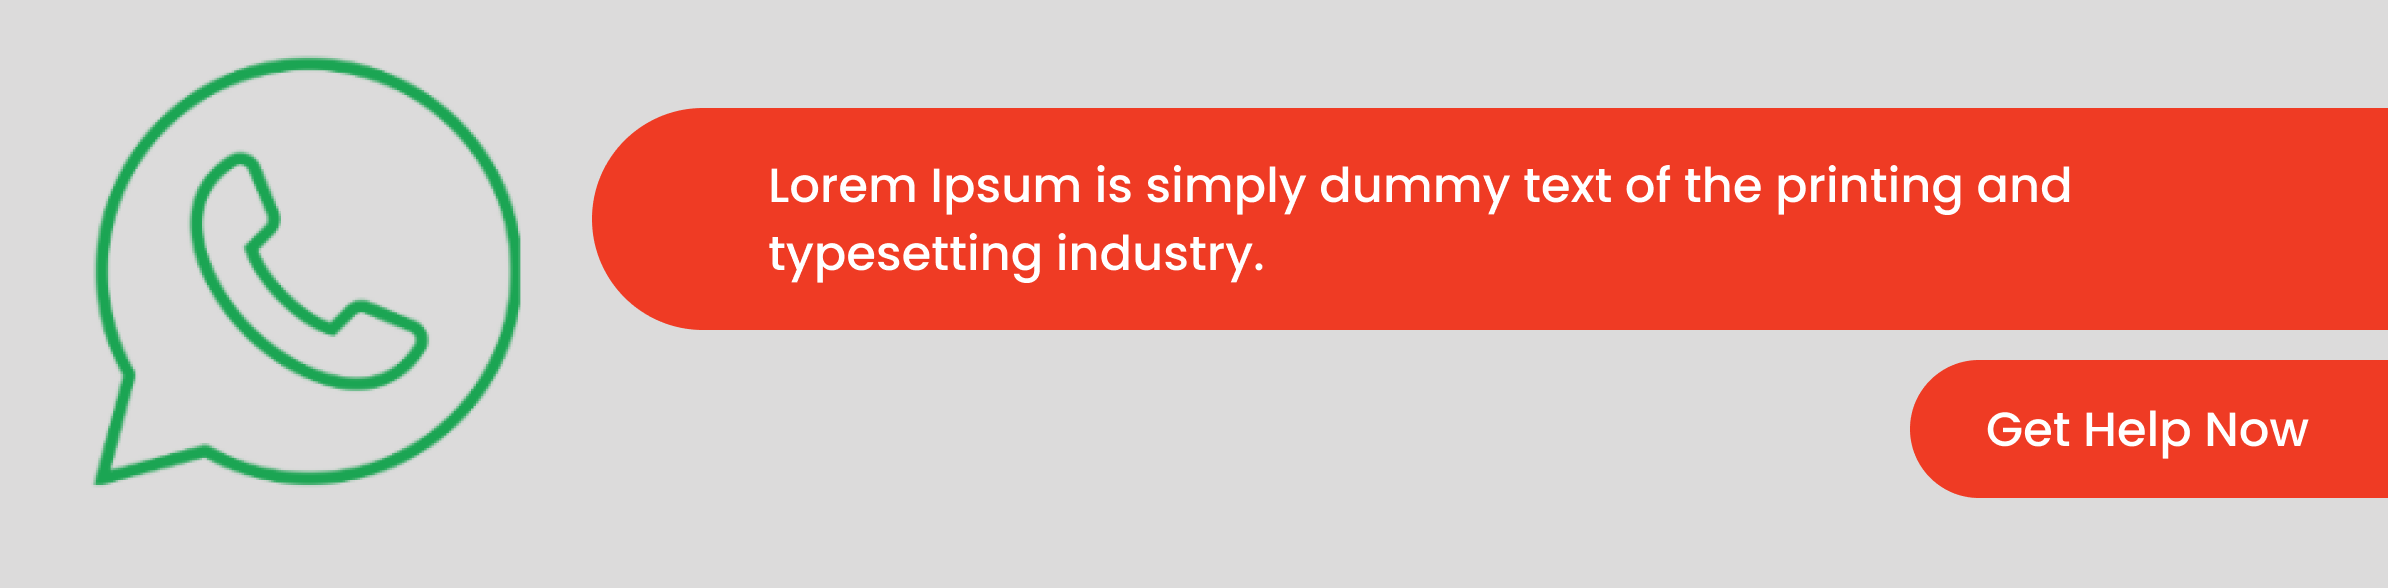 Lorem Ipsum is simply dummy text of the printing and
typesetting industry.
Get Help Now